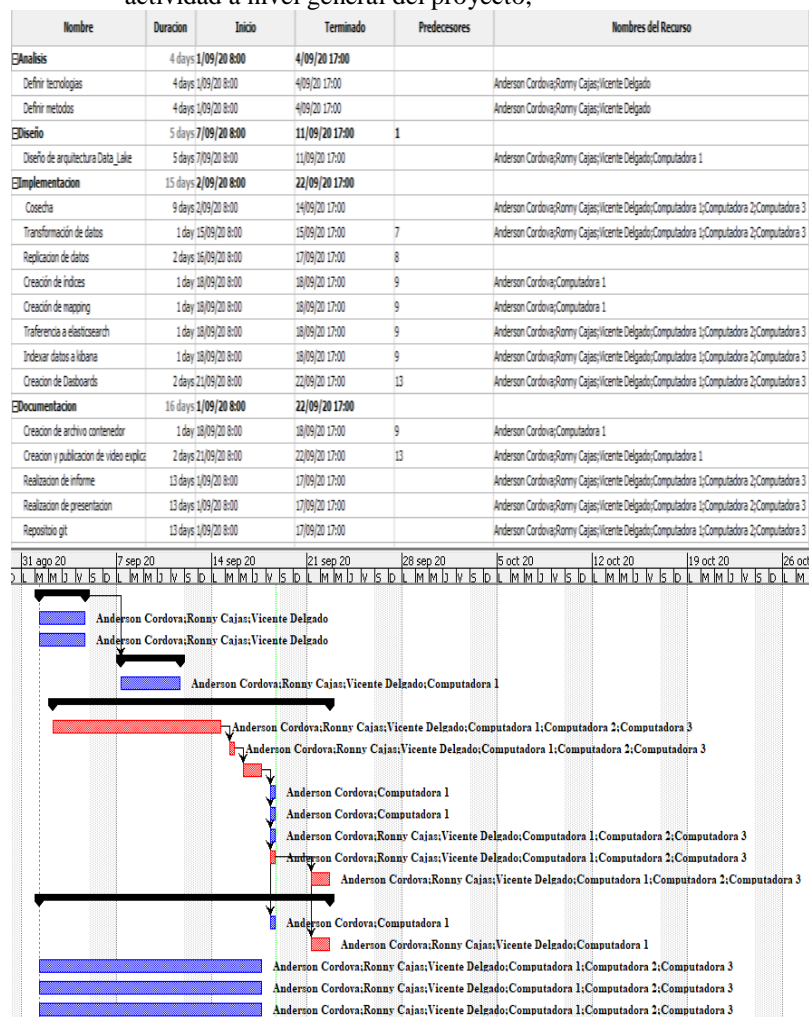 actividad a nivel general del proyecto;
Nombre Duracion Inicio Terminado Predecesores Nombres del Recurso
Analisis 4 days 1/09/20 8:00 4/09/20 17:00
Definir tecnologias 4 days 1/09/20 8:00 4/09/20 17:00 Anderson Cordova;Ronny Cajas;Vicente Delgado
Definir metodos 4 days 1/09/20 8:00 4/09/20 17:00 Anderson Cordova;Ronny Cajas;Vicente Delgado
Diseño 5 days 7/09/20 8:00 11/09/20 17:00 1
Diseño de arquitectura Data_Lake 5 days 7/09/20 8:00 11/09/20 17:00 Anderson Cordova;Ronny Cajas;Vicente Delgado;Computadora 1
Implementacion 15 days 2/09/20 8:00 22/09/20 17:00
Cosecha 9 days 2/09/20 8:00 14/09/20 17:00 Anderson Cordova;Ronny Cajas;Vicente Delgado;Computadora 1;Computadora 2;Computadora 3
Transformación de datos 1 day 15/09/20 8:00 15/09/20 17:00 7 Anderson Cordova;Ronny Cajas;Vicente Delgado;Computadora 1;Computadora 2;Computadora 3
Replicacion de datos 2 days 16/09/20 8:00 17/09/20 17:00 8
Creación de índices 1 day 18/09/20 8:00 18/09/20 17:00 9 Anderson Cordova;Computadora 1
Creación de mapping 1 day 18/09/20 8:00 18/09/20 17:00 9 Anderson Cordova;Computadora 1
Traferencia a elasticsearch 1 day 18/09/20 8:00 18/09/20 17:00 9 Anderson Cordova;Ronny Cajas;Vicente Delgado;Computadora 1;Computadora 2;Computadora 3
Indexar datos a kibana 1 day 18/09/20 8:00 18/09/20 17:00 9 Anderson Cordova;Ronny Cajas;Vicente Delgado;Computadora 1;Computadora 2;Computadora 3
Creacion de Dasboards 2 days 21/09/20 8:00 22/09/20 17:00 13 Anderson Cordova;Ronny Cajas;Vicente Delgado;Computadora 1;Computadora 2;Computadora 3
Documentacion 16 days 1/09/20 8:00 22/09/20 17:00
Creacion de archivo contenedor 1 day 18/09/20 8:00 18/09/20 17:00 9 Anderson Cordova;Computadora 1
Creacion y publicacion de video explica 2 days 21/09/20 8:00 22/09/20 17:00 13 Anderson Cordova;Ronny Cajas;Vicente Delgado;Computadora 1
Realizacion de informe 13 days 1/09/20 8:00 17/09/20 17:00 Anderson Cordova;Ronny Cajas;Vicente Delgado;Computadora 1;Computadora 2;Computadora 3
Realizacion de presentacion 13 days 1/09/20 8:00 17/09/20 17:00 Anderson Cordova;Ronny Cajas;Vicente Delgado;Computadora 1;Computadora 2;Computadora 3
Repositoio git 13 days 1/09/20 8:00 17/09/20 17:00 Anderson Cordova;Ronny Cajas;Vicente Delgado;Computadora 1;Computadora 2;Computadora 3
31 ago 20 7 sep 20 14 sep 20 21 sep 20 28 sep 20 5 oct 20 12 oct 20 19 oct 20 26 oct
D L M M J V S D L M M J V S D L M M J V S D L M M J V S D L M M J V S D L M M J V S D L M M J V S D L M M J V S D L M
Anderson Cordova;Ronny Cajas;Vicente Delgado
Anderson Cordova;Ronny Cajas;Vicente Delgado
Anderson Cordova;Ronny Cajas;Vicente Delgado;Computadora 1
Anderson Cordova;Ronny Cajas;Vicente Delgado;Computadora 1;Computadora 2;Computadora 3
Anderson Cordova;Ronny Cajas;Vicente Delgado;Computadora 1;Computadora 2;Computadora 3
Anderson Cordova;Computadora 1
Anderson Cordova;Computadora 1
Anderson Cordova;Ronny Cajas;Vicente Delgado;Computadora 1;Computadora 2;Computadora 3
Anderson Cordova;Ronny Cajas;Vicente Delgado;Computadora 1;Computadora 2;Computadora 3
Anderson Cordova;Ronny Cajas;Vicente Delgado;Computadora 1;Computadora 2;Computadora 3
Anderson Cordova;Computadora 1
Anderson Cordova;Ronny Cajas;Vicente Delgado;Computadora 1
Anderson Cordova;Ronny Cajas;Vicente Delgado;Computadora 1;Computadora 2;Computadora 3
Anderson Cordova;Ronny Cajas;Vicente Delgado;Computadora 1;Computadora 2;Computadora 3
Anderson Cordova;Ronny Cajas;Vicente Delgado;Computadora 1;Computadora 2;Computadora 3